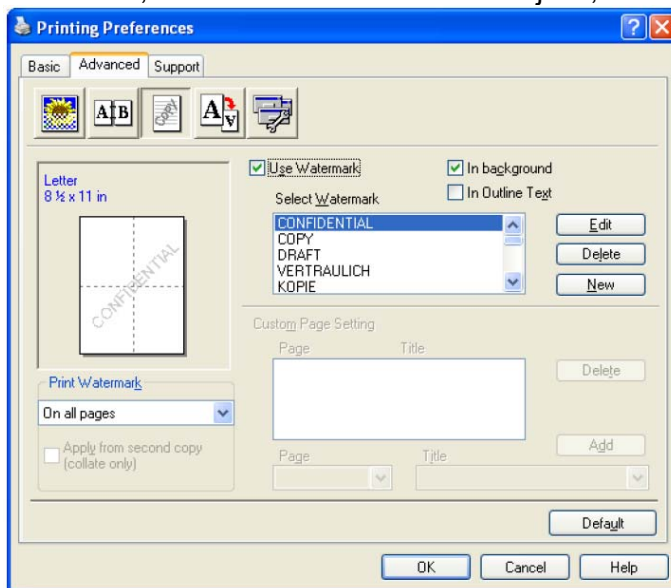 Printing Preferences
Basic Advanced Support
A B COPY A A
Letter
8 ½ x 11 in
CONFIDENTIAL
Print Watermark
On all pages
Apply from second copy
(collate only)
Use Watermark
In background
In Outline Text
Select Watermark
CONFIDENTIAL
COPY
DRAFT
VERTRAULICH
KOPIE
Edit
Delete
New
Custom Page Setting
Page Title
Delete
Add
Page Title
Default
OK Cancel Help